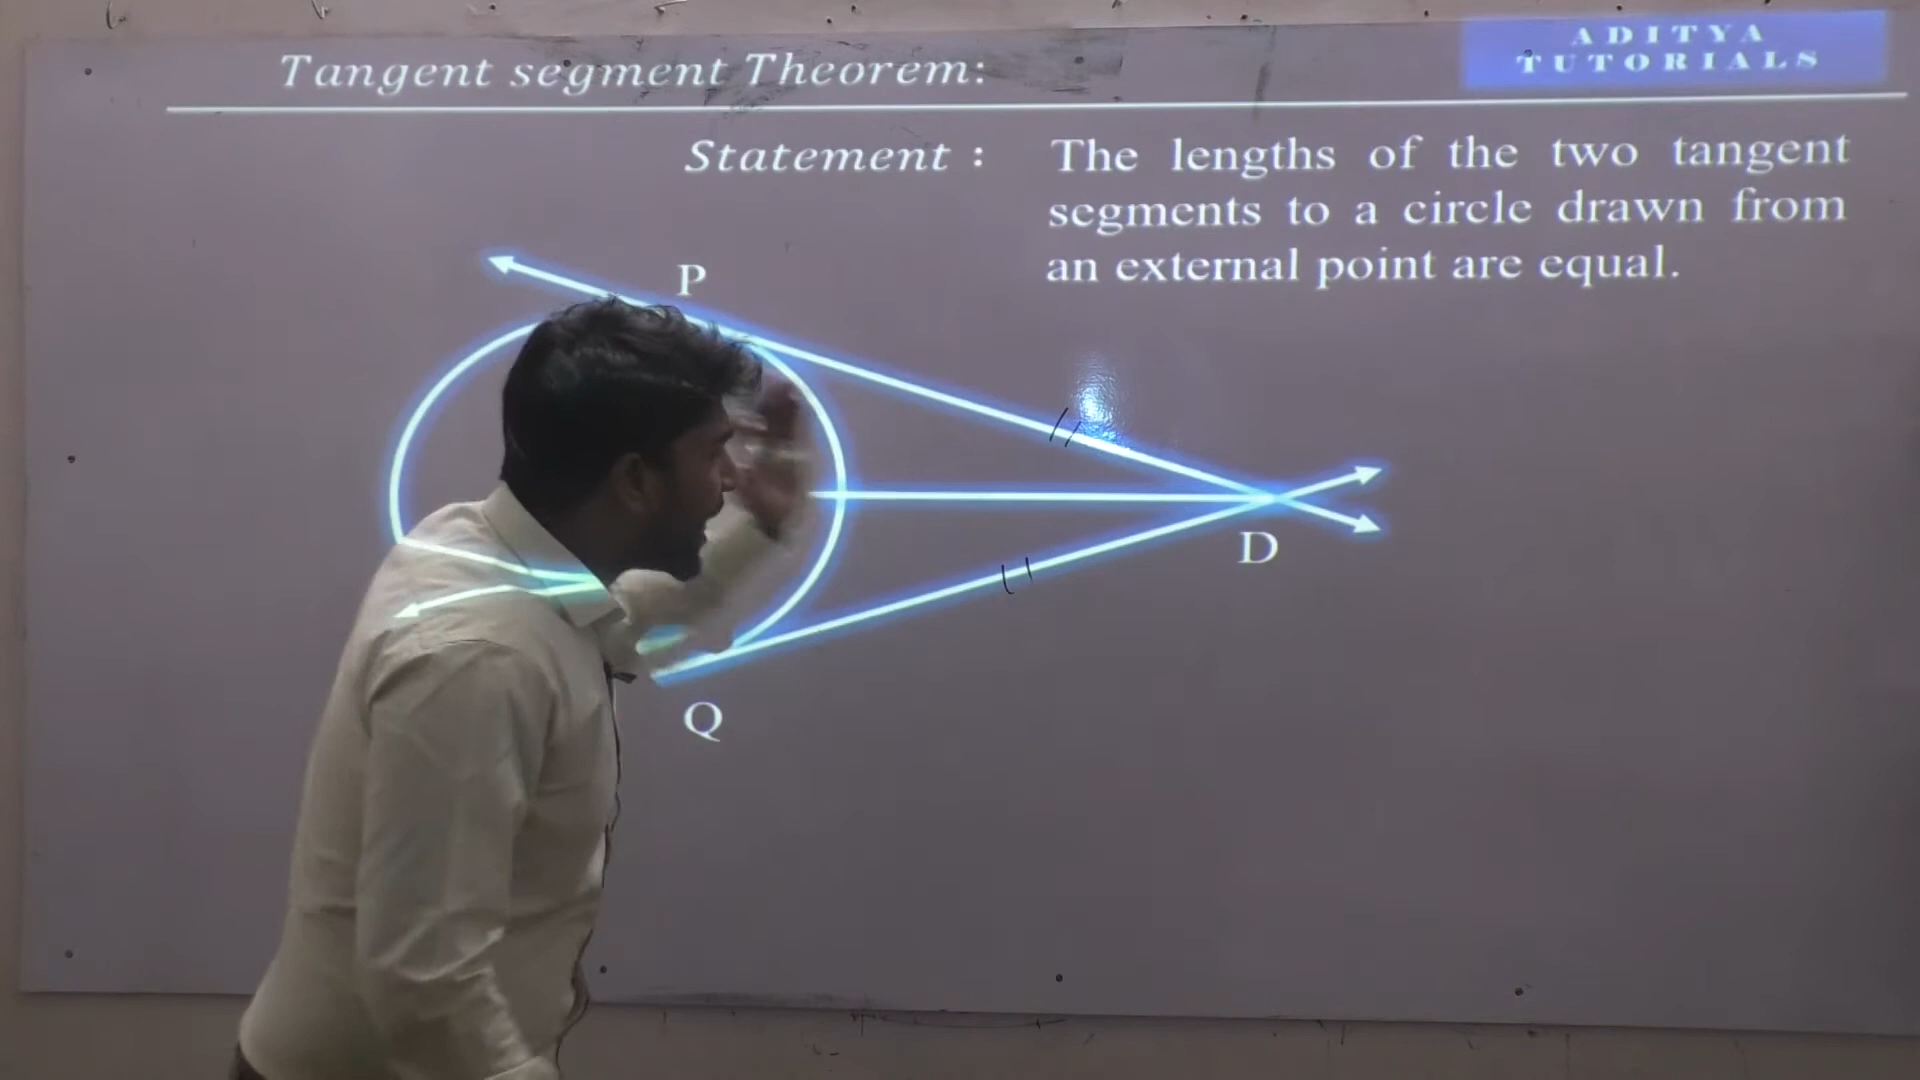 Tangent segment Theorem:
ADITYA
TUTORIALS
Statement : The lengths of the two tangent
segments to a circle drawn from
an external point are equal.
P
D
Q